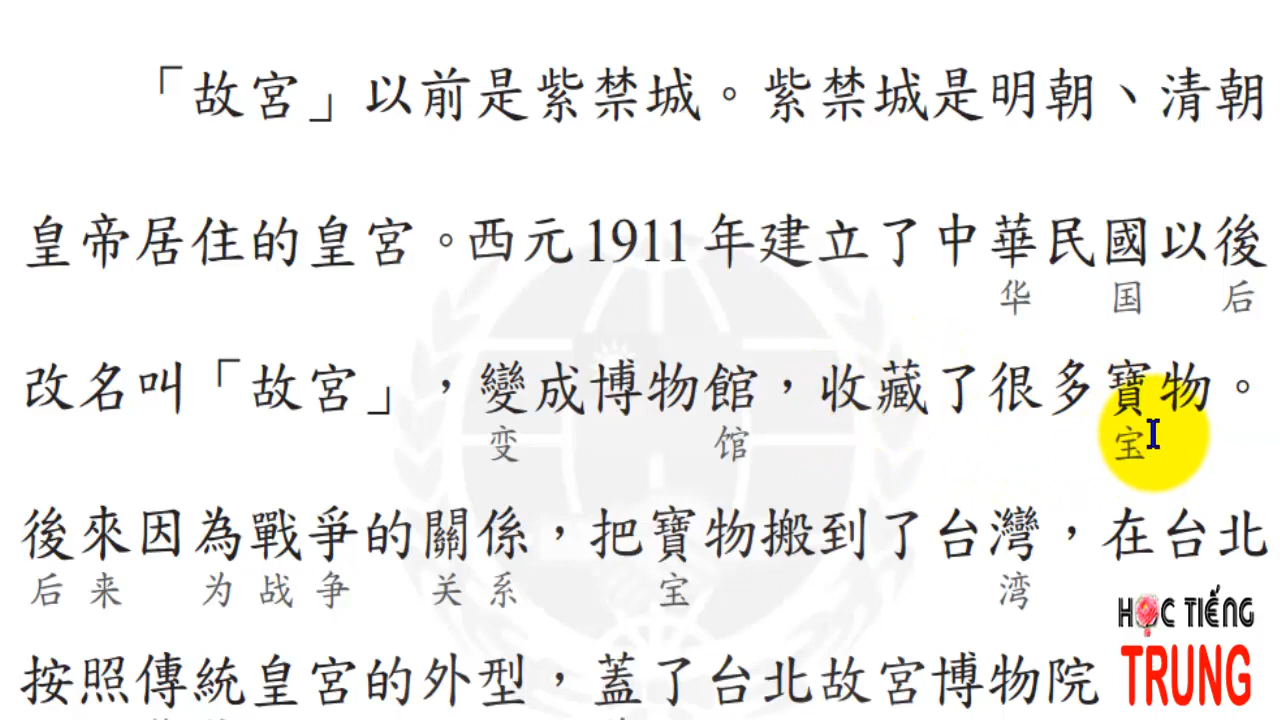 「故宮」以前是紫禁城。紫禁城是明朝、清朝
皇帝居住的皇宮。西元1911年建立了中華民國以後
华 国 后
改名叫「故宮」，變成博物館，收藏了很多寶物。
变 馆 宝
後來因為戰爭的關係，把寶物搬到了台灣，在台北
后 来 为 战 争 关 系 宝 湾
按照傳統皇宮的外型，蓋了台北故宮博物院
HỌC TIẾNG
TRUNG